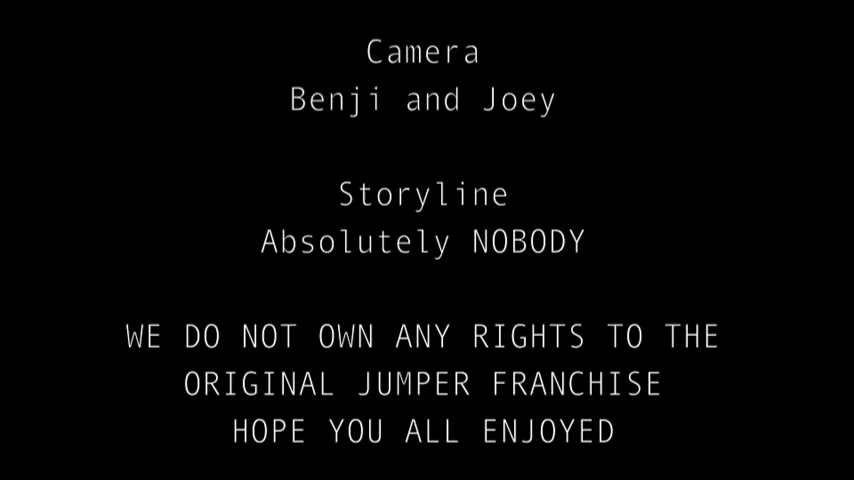 Camera
Benji and Joey
Storyline
Absolutely NOBODY
WE DO NOT OWN ANY RIGHTS TO THE
ORIGINAL JUMPER FRANCHISE
HOPE YOU ALL ENJOYED